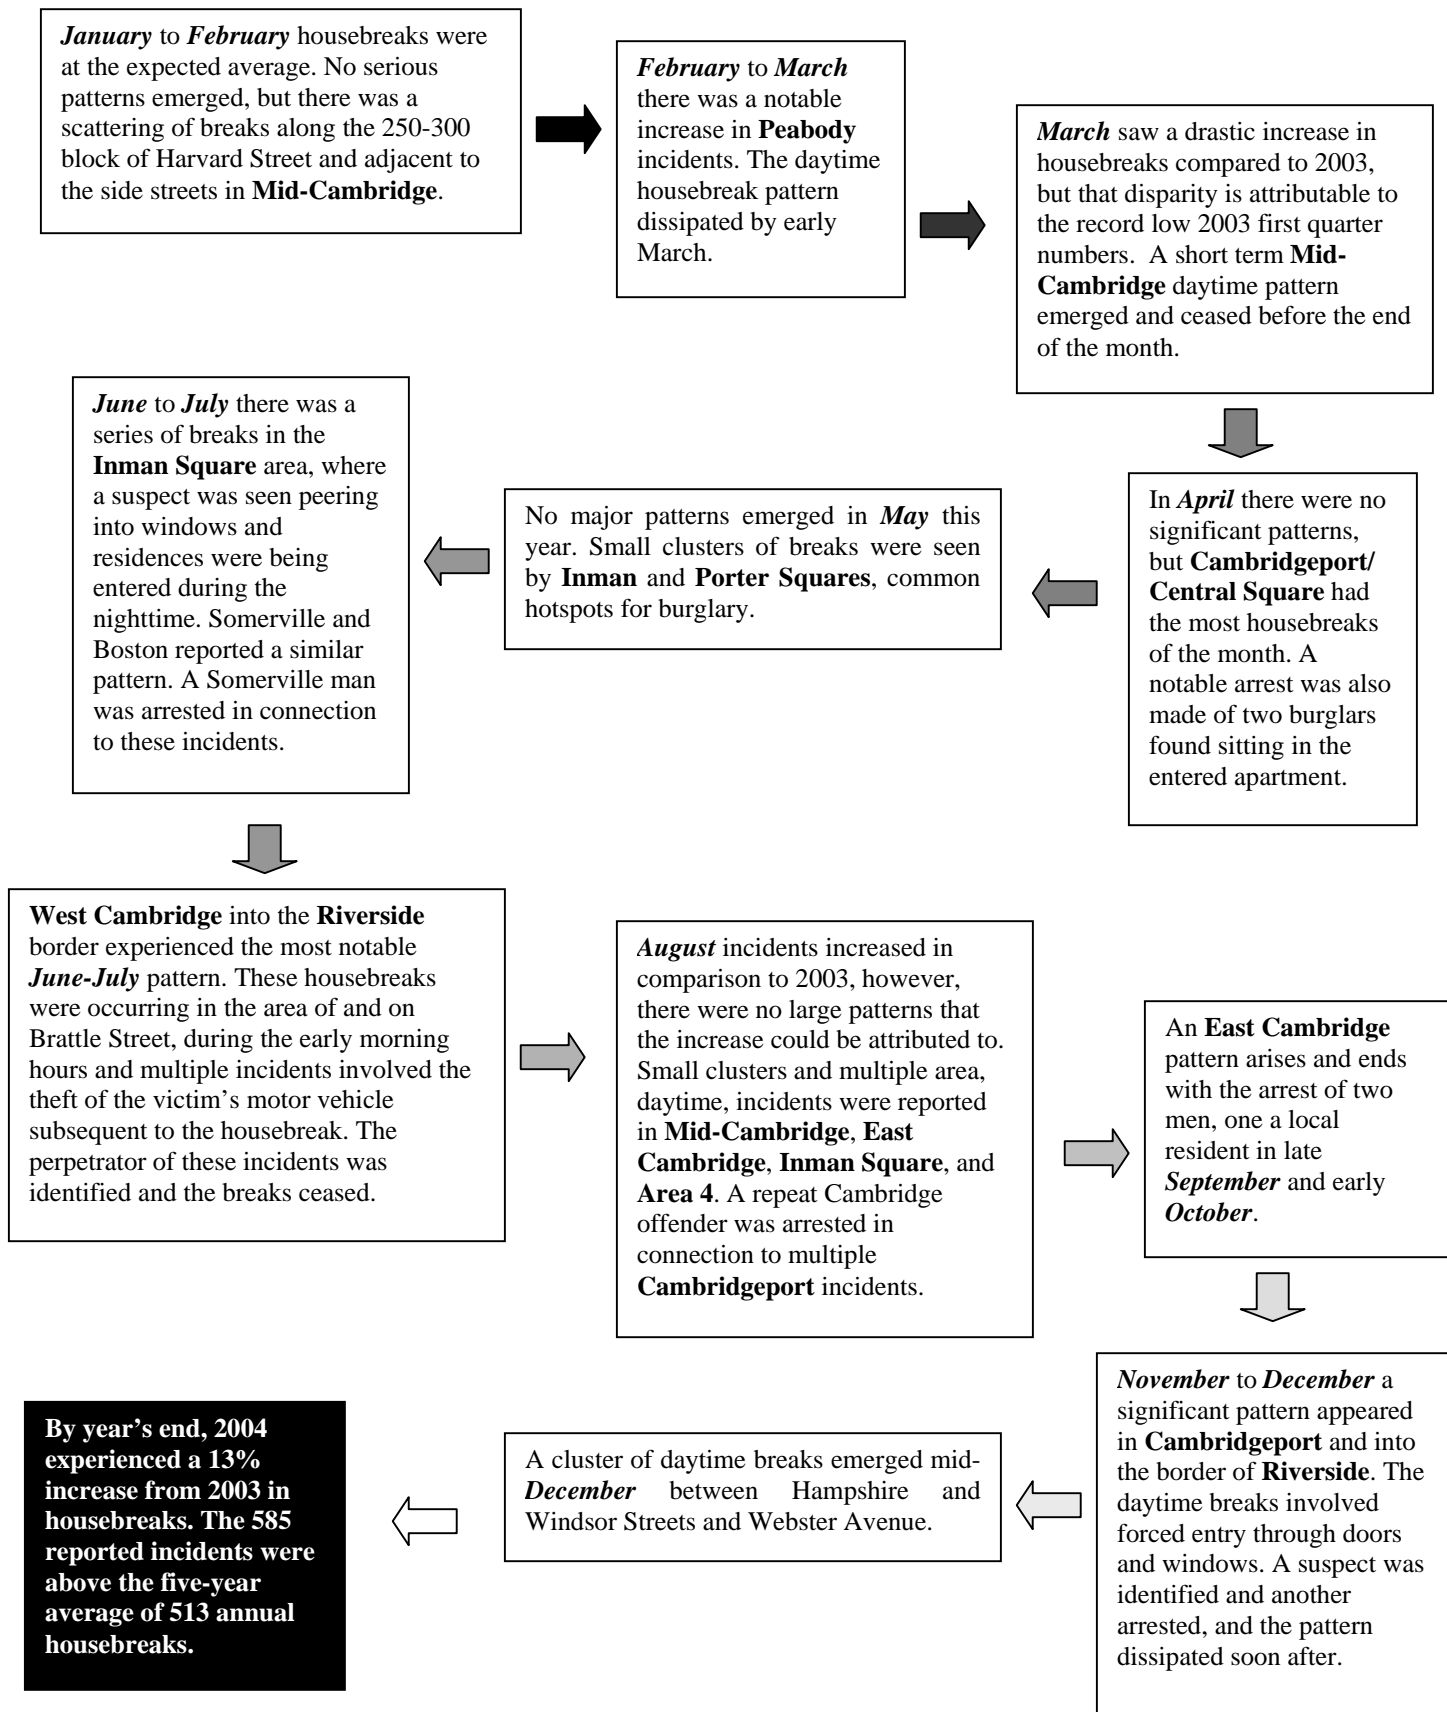 January to February housebreaks were
at the expected average. No serious
patterns emerged, but there was a
scattering of breaks along the 250-300
block of Harvard Street and adjacent to
the side streets in Mid-Cambridge.
February to March
there was a notable
increase in Peabody
incidents. The daytime
housebreak pattern
dissipated by early
March.
March saw a drastic increase in
housebreaks compared to 2003,
but that disparity is attributable to
the record low 2003 first quarter
numbers. A short term Mid-
Cambridge daytime pattern
emerged and ceased before the end
of the month.
In April there were no
significant patterns,
but Cambridgeport/
Central Square had
the most housebreaks
of the month. A
notable arrest was also
made of two burglars
found sitting in the
entered apartment.
No major patterns emerged in May this
year. Small clusters of breaks were seen
by Inman and Porter Squares, common
hotspots for burglary.
June to July there was a
series of breaks in the
Inman Square area, where
a suspect was seen peering
into windows and
residences were being
entered during the
nighttime. Somerville and
Boston reported a similar
pattern. A Somerville man
was arrested in connection
to these incidents.
West Cambridge into the Riverside
border experienced the most notable
June-July pattern. These housebreaks
were occurring in the area of and on
Brattle Street, during the early morning
hours and multiple incidents involved the
theft of the victim's motor vehicle
subsequent to the housebreak. The
perpetrator of these incidents was
identified and the breaks ceased.
August incidents increased in
comparison to 2003, however,
there were no large patterns that
the increase could be attributed to.
Small clusters and multiple area,
daytime, incidents were reported
in Mid-Cambridge, East
Cambridge, Inman Square, and
Area 4. A repeat Cambridge
offender was arrested in
connection to multiple
Cambridgeport incidents.
An East Cambridge
pattern arises and ends
with the arrest of two
men, one a local
resident in late
September and early
October.
November to December a
significant pattern appeared
in Cambridgeport and into
the border of Riverside. The
daytime breaks involved
forced entry through doors
and windows. A suspect was
identified and another
arrested, and the pattern
dissipated soon after.
A cluster of daytime breaks emerged mid-
December between Hampshire and
Windsor Streets and Webster Avenue.
By year's end, 2004
experienced a 13%
increase from 2003 in
housebreaks. The 585
reported incidents were
above the five-year
average of 513 annual
housebreaks.